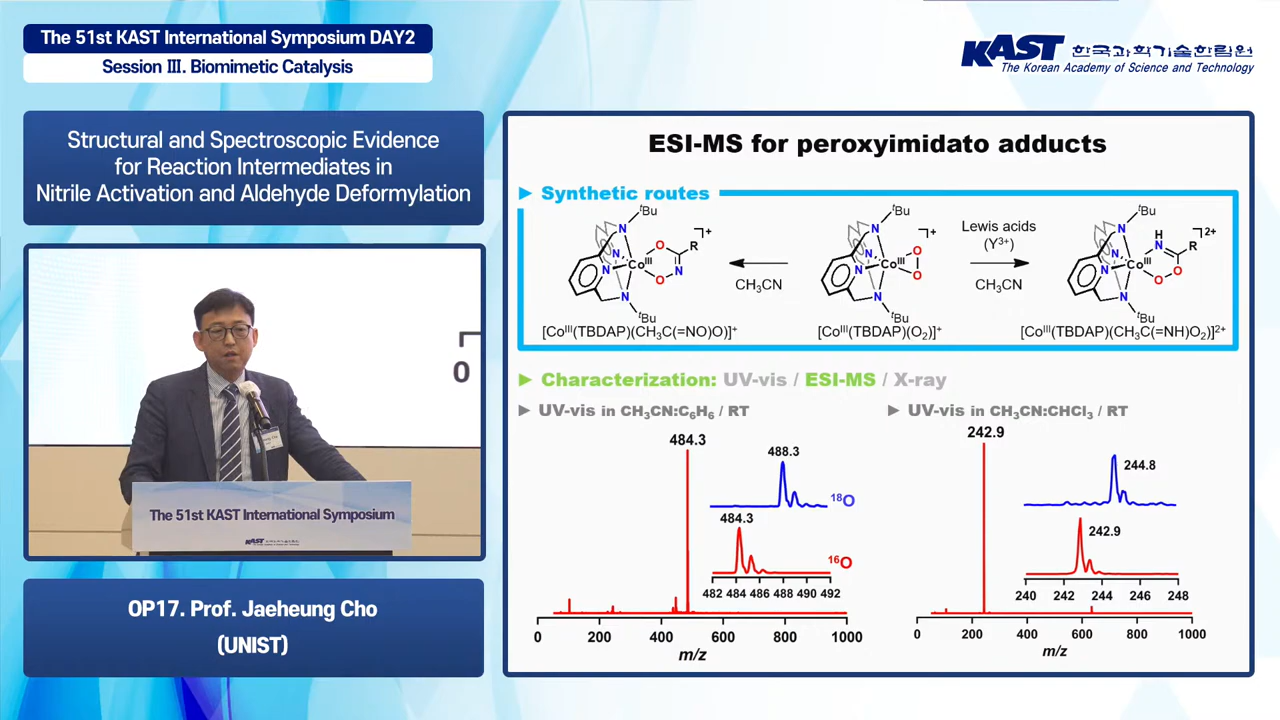 The 51st KAST International Symposium DAY2
Session Ⅲ. Biomimetic Catalysis
KAST 한국과학기술한림원
The Korean Academy of Science and Technology
Structural and Spectroscopic Evidence
for Reaction Intermediates in
Nitrile Activation and Aldehyde Deformylation
0
The 51st KAST International Symposium
KAST
OP17. Prof. Jaeheung Cho
(UNIST)
ESI-MS for peroxyimidato adducts
► Synthetic routes
ᵗBu
N
N
N
N
Coᴵᴵᴵ
O
O
N
R
ᵗBu
⁺
CH₃CN
ᵗBu
N
N
N
N
Coᴵᴵᴵ
O
O
ᵗBu
⁺
Lewis acids
(Y³⁺)
CH₃CN
ᵗBu
N
N
N
N
Coᴵᴵᴵ
H
N
R
O
O
ᵗBu
²⁺
[Coᴵᴵᴵ(TBDAP)(CH₃C(=NO)O)]⁺
[Coᴵᴵᴵ(TBDAP)(O₂)]⁺
[Coᴵᴵᴵ(TBDAP)(CH₃C(=NH)O₂)]²⁺
► Characterization: UV-vis / ESI-MS / X-ray
► UV-vis in CH₃CN:C₆H₆ / RT
484.3
488.3
¹⁸O
484.3
¹⁶O
482 484 486 488 490 492
0 200 400 600 800 1000
m/z
► UV-vis in CH₃CN:CHCl₃ / RT
242.9
244.8
242.9
240 242 244 246 248
0 200 400 600 800 1000
m/z